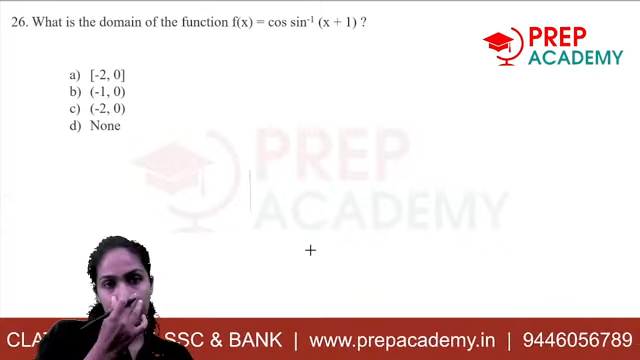 26. What is the domain of the function f(x) = cos sin⁻¹ (x + 1) ?
PREP
ACADEMY
a) [-2, 0]
b) (-1, 0)
c) (-2, 0)
d) None
PREP
ACADEMY
CLAT SSC & BANK | www.prepacademy.in | 9446056789